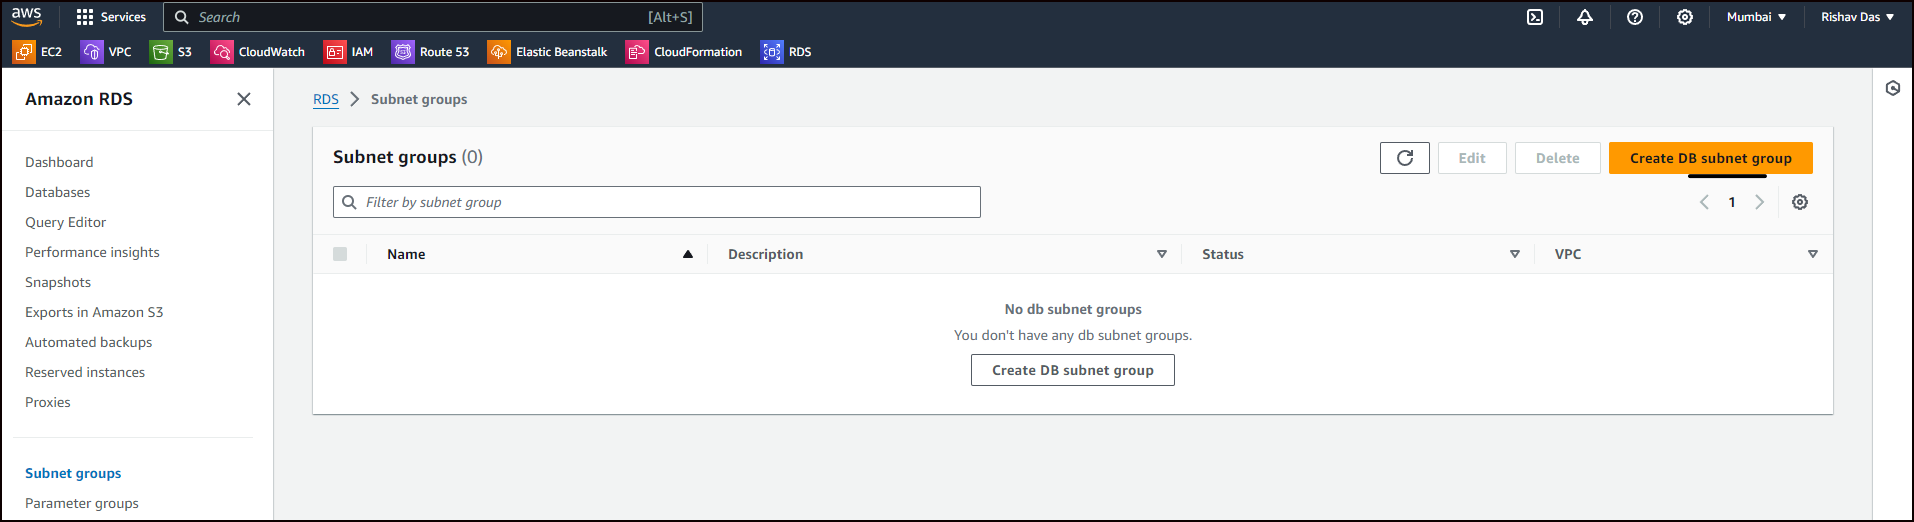 aws Services Search [Alt+S] Mumbai Rishav Das
EC2 VPC S3 CloudWatch IAM Route 53 Elastic Beanstalk CloudFormation RDS
Amazon RDS
Dashboard
Databases
Query Editor
Performance insights
Snapshots
Exports in Amazon S3
Automated backups
Reserved instances
Proxies
Subnet groups
Parameter groups
RDS Subnet groups
Subnet groups (0) Edit Delete Create DB subnet group
Filter by subnet group 1
Name Description Status VPC
No db subnet groups
You don't have any db subnet groups.
Create DB subnet group